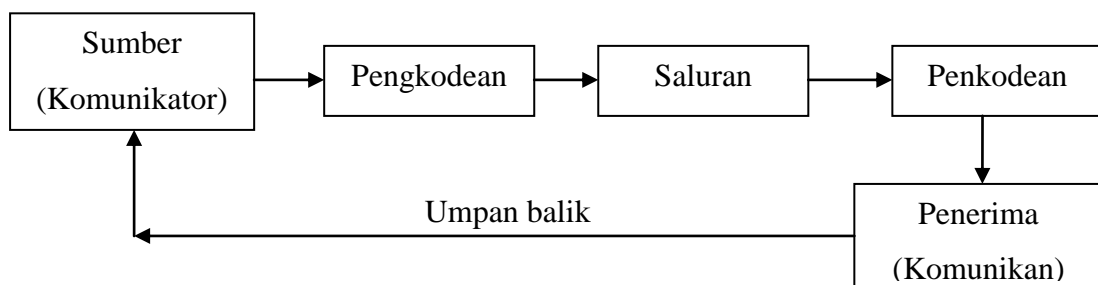 Sumber
(Komunikator)
Pengkodean
Saluran
Penkodean
Umpan balik
Penerima
(Komunikan)